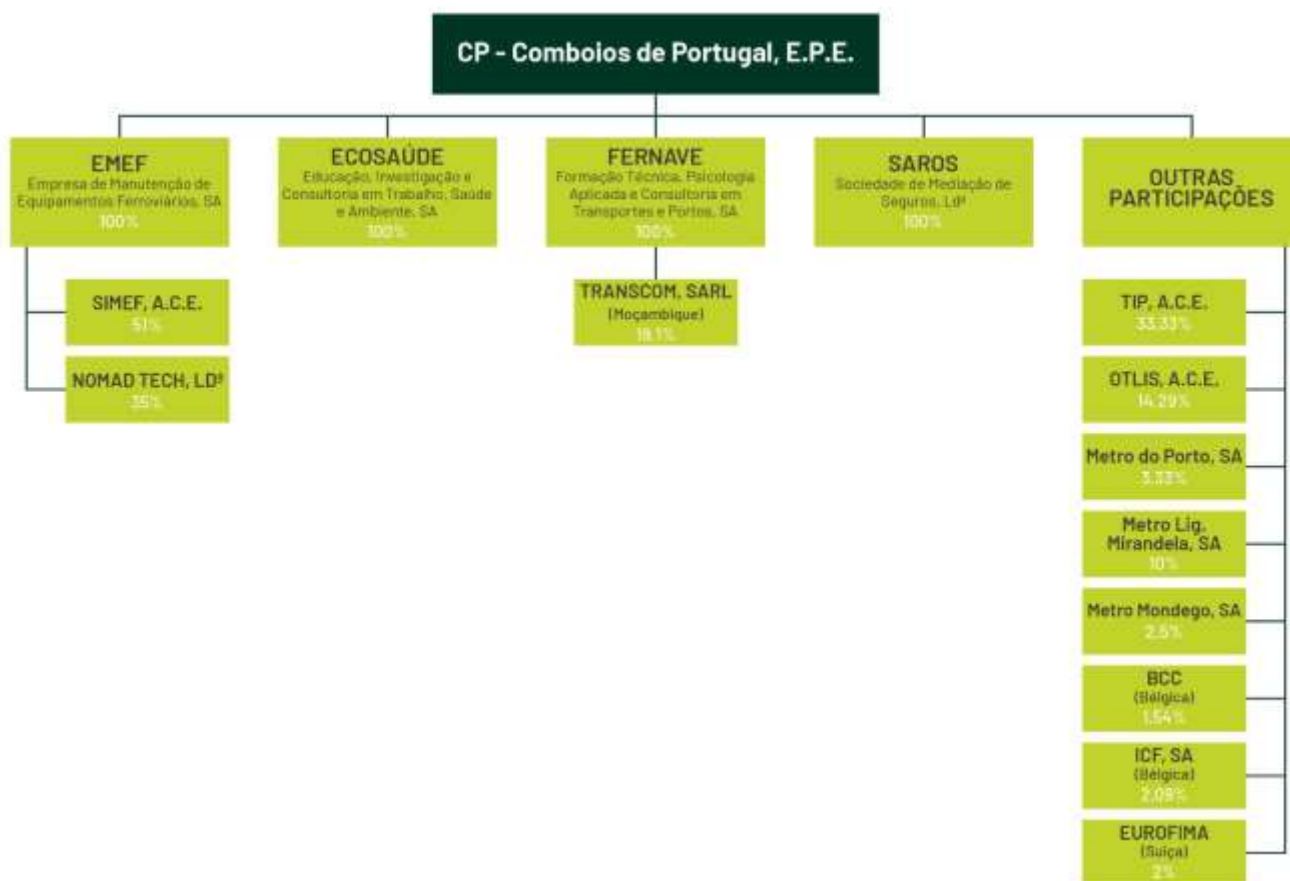 CP - Comboios de Portugal, E.P.E.
EMEF
Empresa de Manutenção de
Equipamentos Ferroviários, SA
100%
ECOSAÚDE
Educação, Investigação e
Consultoria em Trabalho, Saúde
e Ambiente, SA
100%
FERNAVE
Formação Técnica, Psicologia
Aplicada e Consultoria em
Transportes e Portos, SA
100%
SAROS
Sociedade de Mediação de
Seguros, Ldª
100%
OUTRAS
PARTICIPAÇÕES
SIMEF, A.C.E.
51%
NOMAD TECH, LDª
35%
TRANSCOM, SARL
(Moçambique)
19,1%
TIP, A.C.E.
33,33%
OTLIS, A.C.E.
14,29%
Metro do Porto, SA
3,33%
Metro Lig.
Mirandela, SA
10%
Metro Mondego, SA
2,5%
BCC
(Bélgica)
1,54%
ICF, SA
(Bélgica)
2,09%
EUROFIMA
(Suiça)
2%